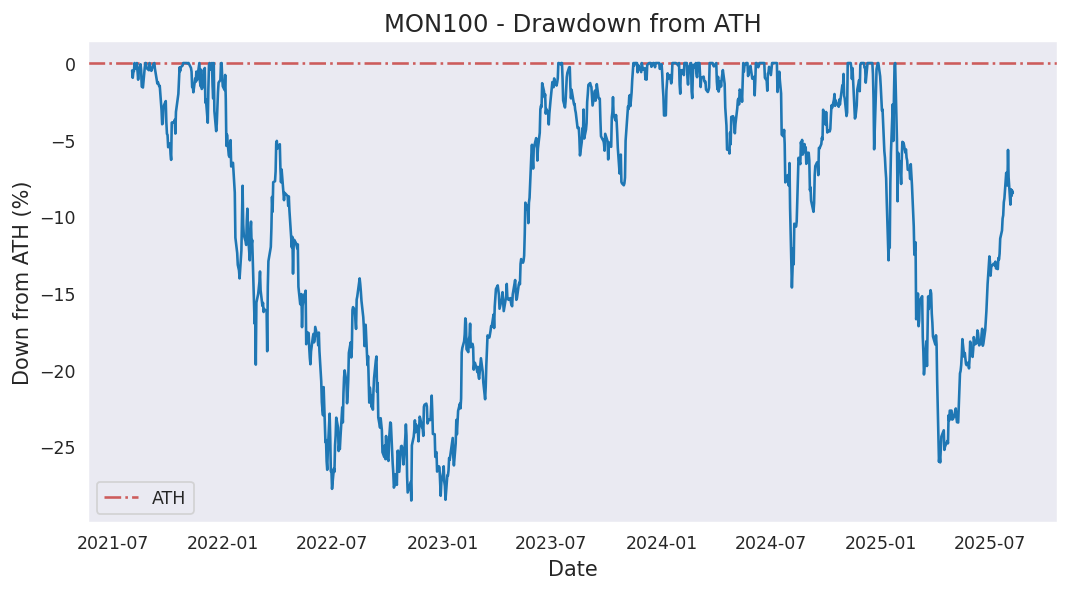 MON100 - Drawdown from ATH
Down from ATH (%)
0
−5
−10
−15
−20
−25
ATH
2021-07 2022-01 2022-07 2023-01 2023-07 2024-01 2024-07 2025-01 2025-07
Date